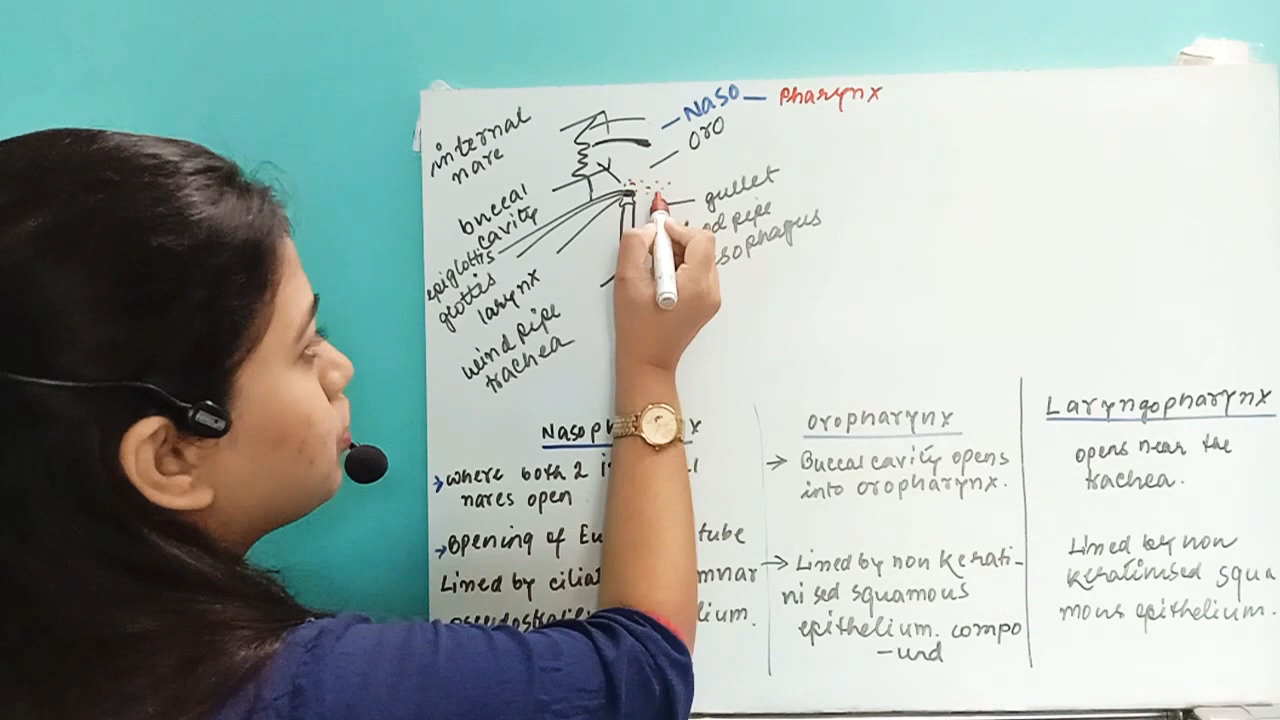 Naso — Pharynx
oro
internal
nare
buccal
cavity
epiglottis
glottis
larynx
wind pipe
trachea
gullet
pipe
Nasop x
where both 2
nares open
opening of Eu tube
Lined by cilia mnar
lium.
oropharynx
Buccal cavity opens
into oropharynx.
Lined by non kerati-
nised squamous
epithelium. compo
-und
Laryngopharynx
opens near the
trachea.
Lined by non
keratinised squa
mous epithelium.